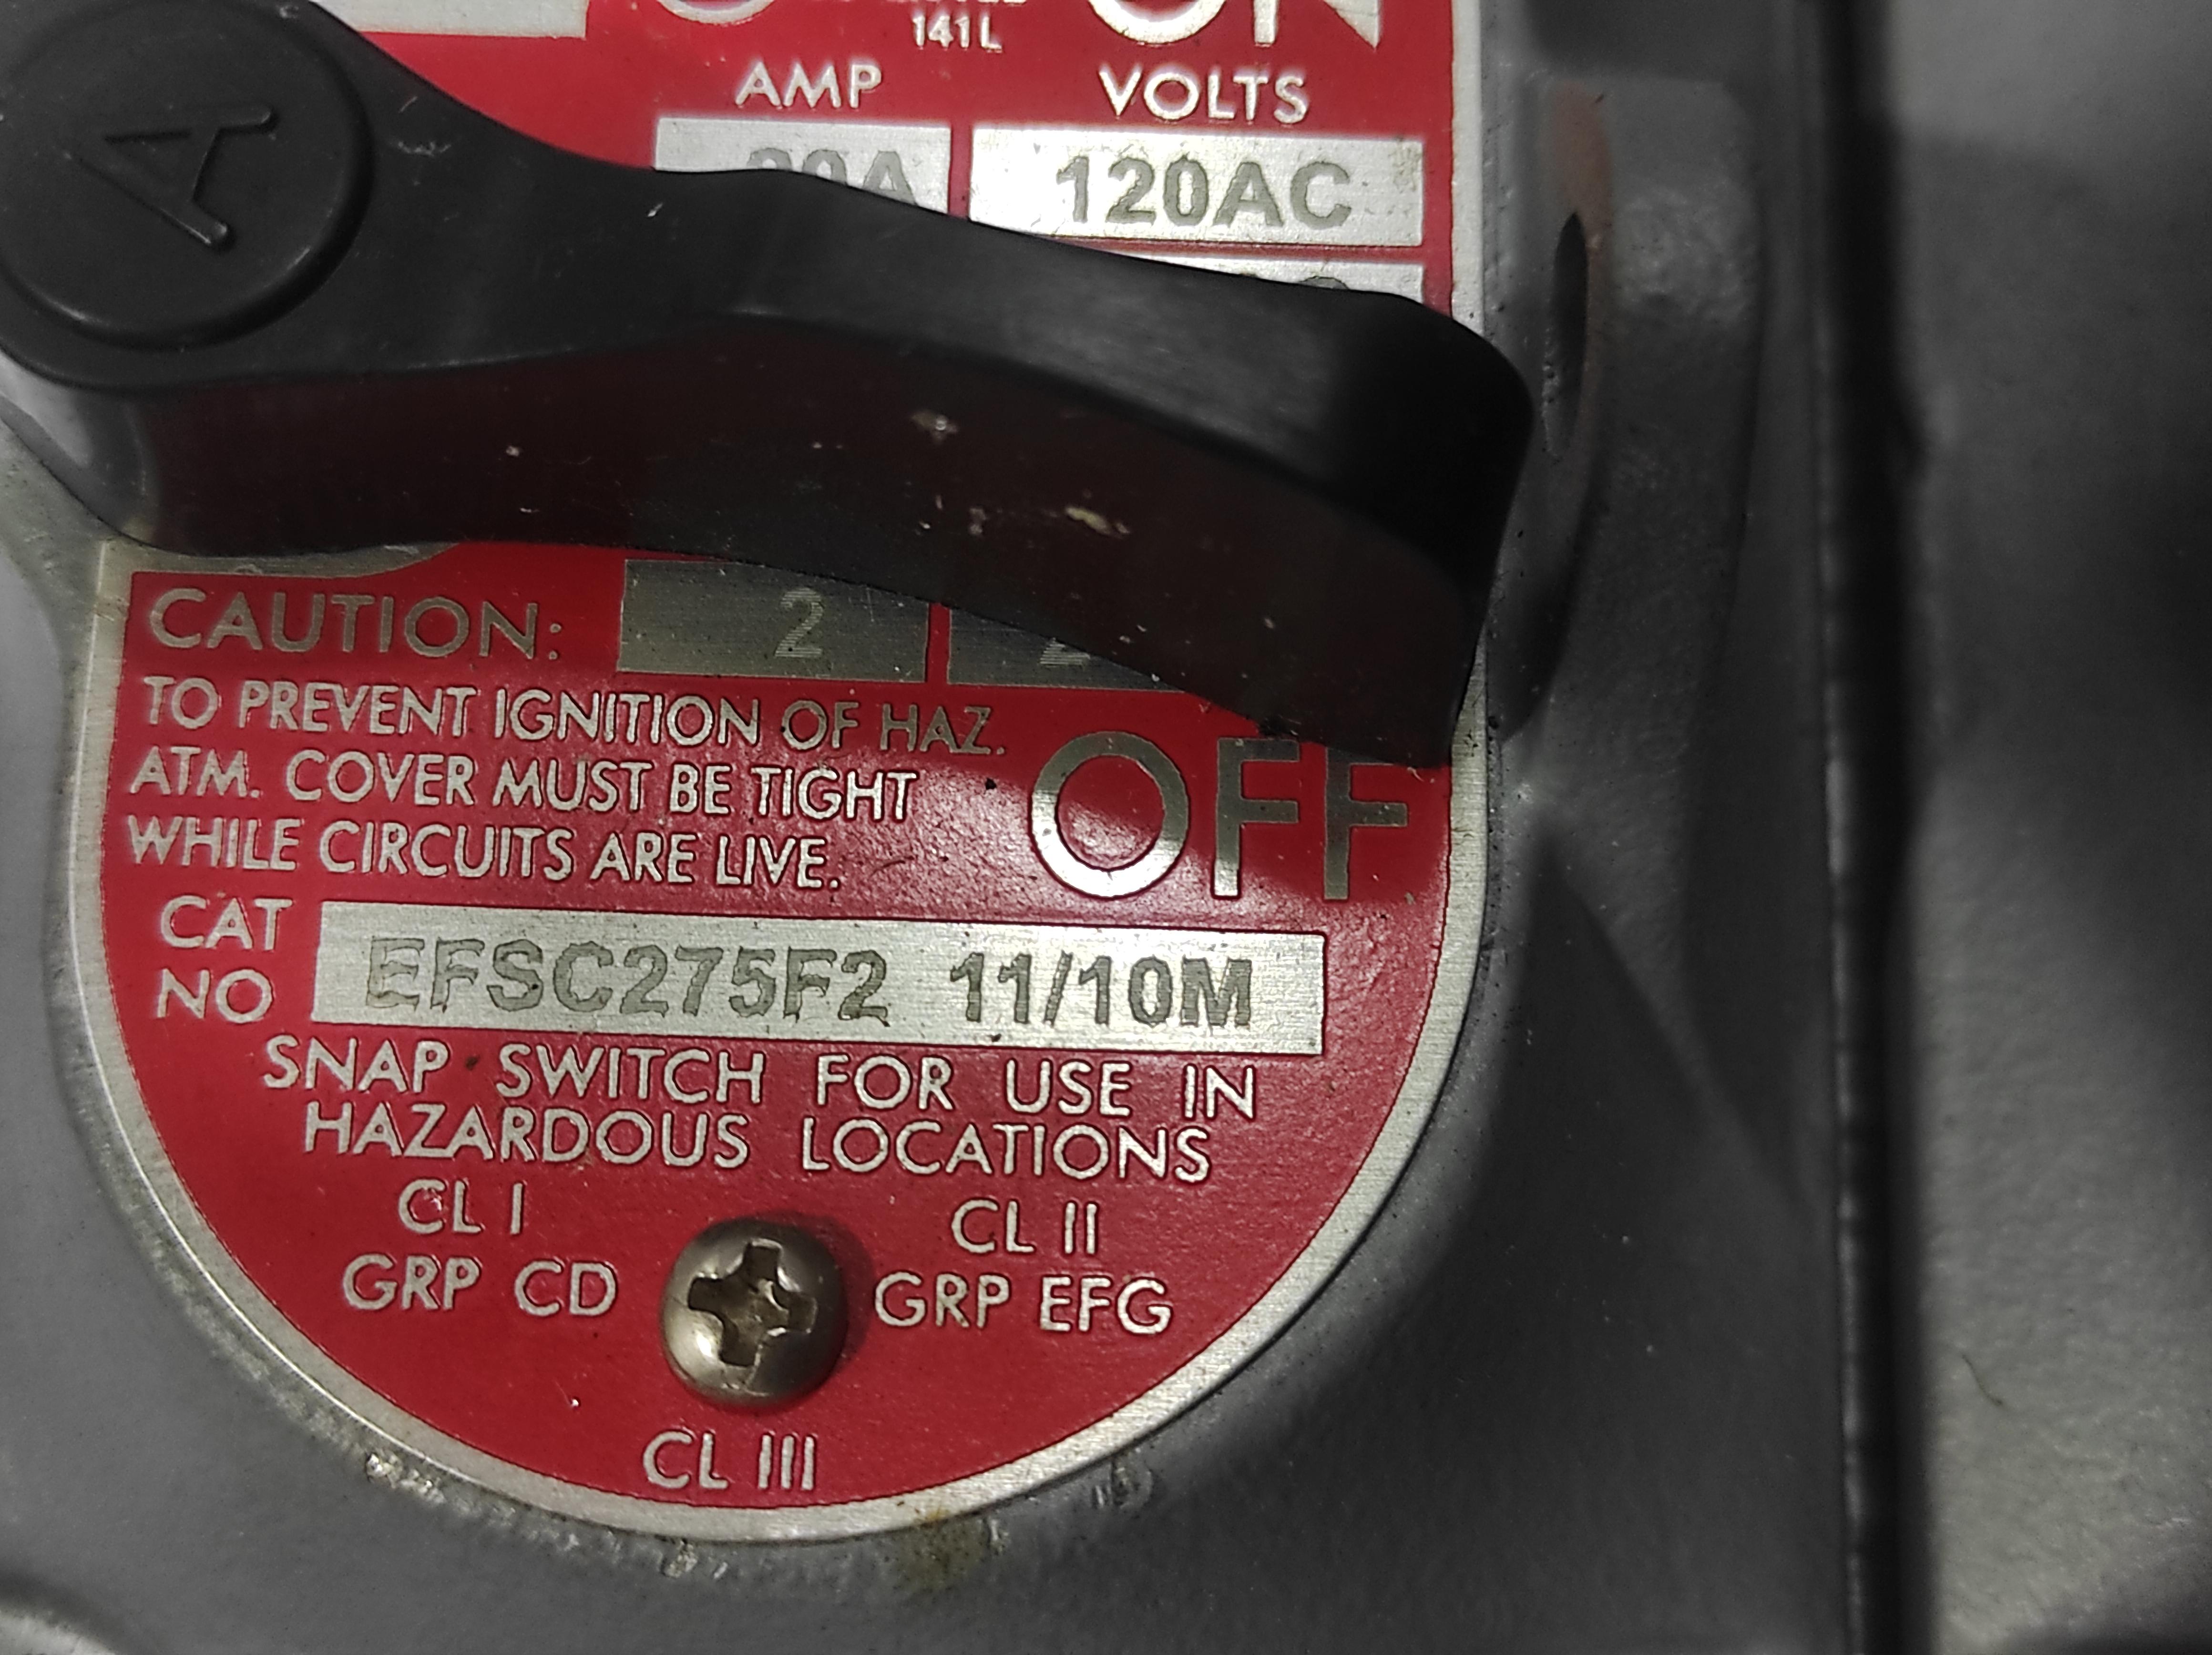 141L
ON
AMP VOLTS
120AC
A
2
CAUTION:
TO PREVENT IGNITION OF HAZ.
ATM. COVER MUST BE TIGHT
WHILE CIRCUITS ARE LIVE.
OFF
CAT
NO
EFSC275F2 11/10M
SNAP SWITCH FOR USE IN
HAZARDOUS LOCATIONS
CL I CL II
GRP CD GRP EFG
CL III